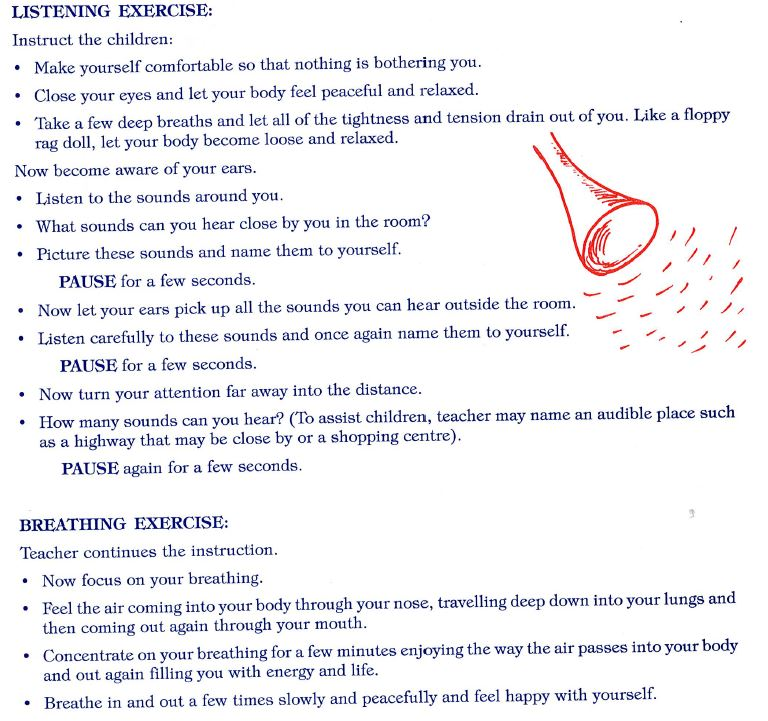 LISTENING EXERCISE:
Instruct the children:
• Make yourself comfortable so that nothing is bothering you.
• Close your eyes and let your body feel peaceful and relaxed.
• Take a few deep breaths and let all of the tightness and tension drain out of you. Like a floppy
rag doll, let your body become loose and relaxed.
Now become aware of your ears.
• Listen to the sounds around you.
• What sounds can you hear close by you in the room?
• Picture these sounds and name them to yourself.
PAUSE for a few seconds.
• Now let your ears pick up all the sounds you can hear outside the room.
• Listen carefully to these sounds and once again name them to yourself.
PAUSE for a few seconds.
• Now turn your attention far away into the distance.
• How many sounds can you hear? (To assist children, teacher may name an audible place such
as a highway that may be close by or a shopping centre).
PAUSE again for a few seconds.
BREATHING EXERCISE:
Teacher continues the instruction.
• Now focus on your breathing.
• Feel the air coming into your body through your nose, travelling deep down into your lungs and
then coming out again through your mouth.
• Concentrate on your breathing for a few minutes enjoying the way the air passes into your body
and out again filling you with energy and life.
• Breathe in and out a few times slowly and peacefully and feel happy with yourself.